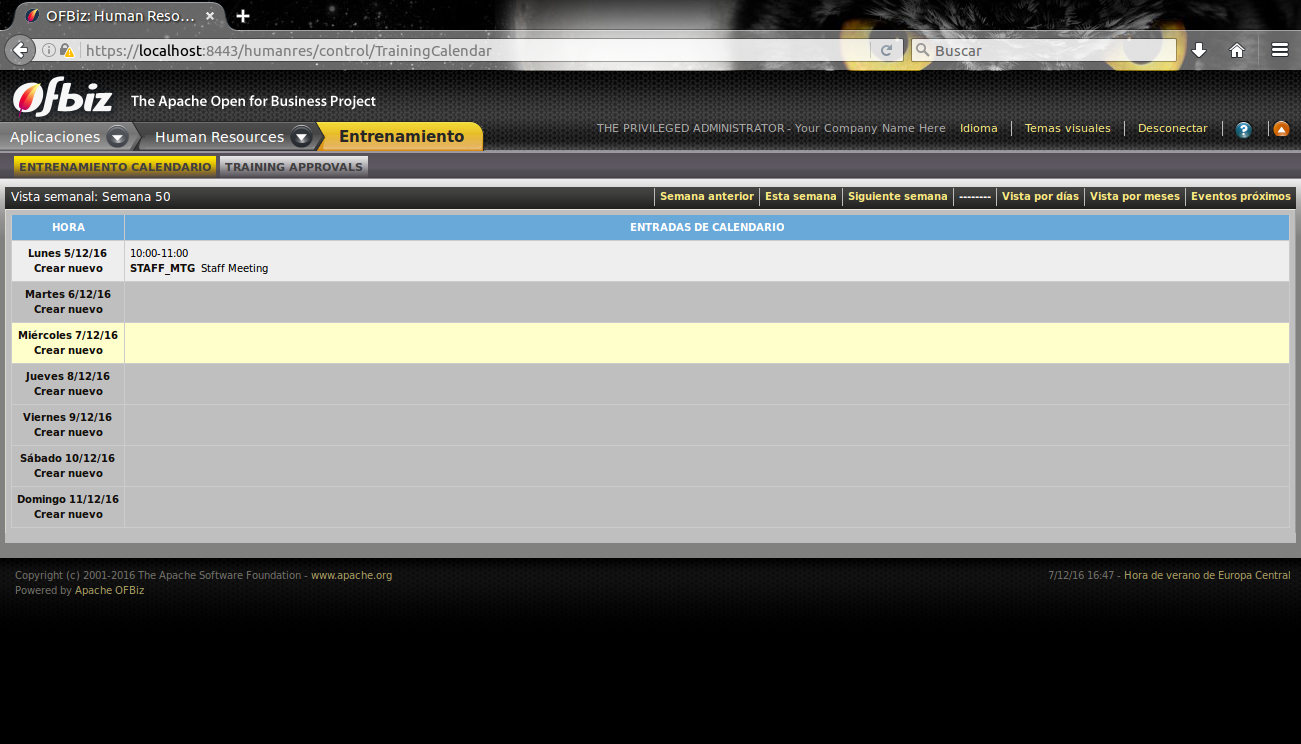 OFBiz: Human Reso...
https://localhost:8443/humanres/control/TrainingCalendar
Buscar
Ofbiz The Apache Open for Business Project
Aplicaciones Human Resources Entrenamiento
THE PRIVILEGED ADMINISTRATOR - Your Company Name Here Idioma Temas visuales Desconectar ?
ENTRENAMIENTO CALENDARIO TRAINING APPROVALS
Vista semanal: Semana 50
Semana anterior Esta semana Siguiente semana -------- Vista por días Vista por meses Eventos próximos
HORA ENTRADAS DE CALENDARIO
Lunes 5/12/16 10:00-11:00
Crear nuevo STAFF_MTG Staff Meeting
Martes 6/12/16
Crear nuevo
Miércoles 7/12/16
Crear nuevo
Jueves 8/12/16
Crear nuevo
Viernes 9/12/16
Crear nuevo
Sábado 10/12/16
Crear nuevo
Domingo 11/12/16
Crear nuevo
Copyright (c) 2001-2016 The Apache Software Foundation - www.apache.org
7/12/16 16:47 - Hora de verano de Europa Central
Powered by Apache OFBiz